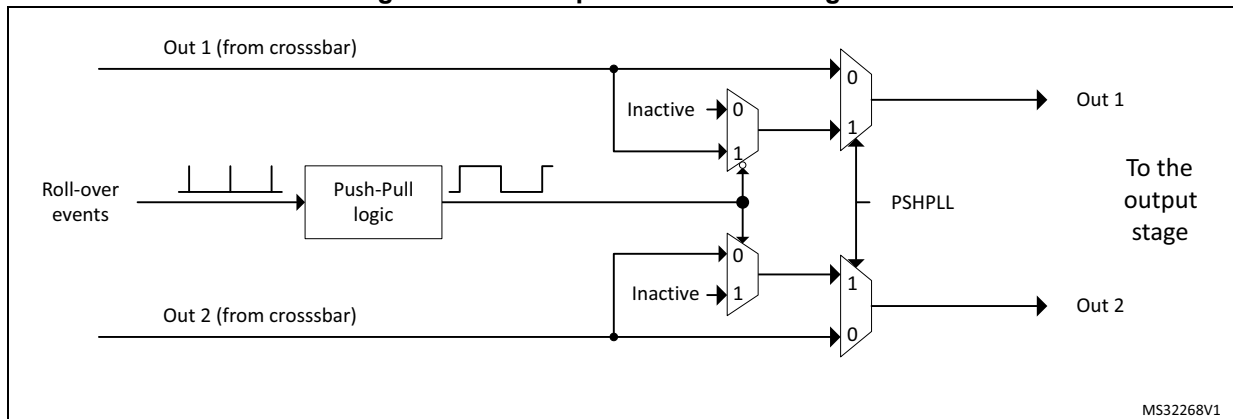 Out 1 (from crosssbar)
0
Inactive
0
1
1
Out 1
Roll-over
events
Push-Pull
logic
PSHPLL
To the
output
stage
0
Inactive
1
1
0
Out 2
Out 2 (from crosssbar)
MS32268V1